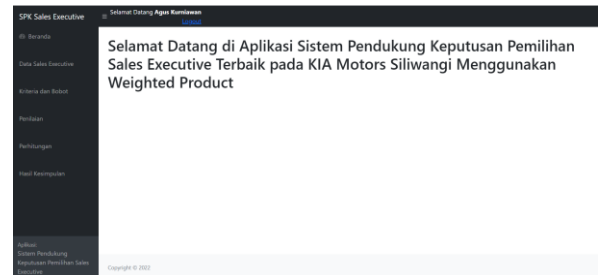 SPK Sales Executive
Selamat Datang Agus Kurniawan
Logout
Beranda
Data Sales Executive
Kriteria dan Bobot
Penilaian
Perhitungan
Hasil Kesimpulan
Selamat Datang di Aplikasi Sistem Pendukung Keputusan Pemilihan
Sales Executive Terbaik pada KIA Motors Siliwangi Menggunakan
Weighted Product
Aplikasi
Sistem Pendukung
Keputusan Pemilihan Sales
Executive
Copyright © 2022